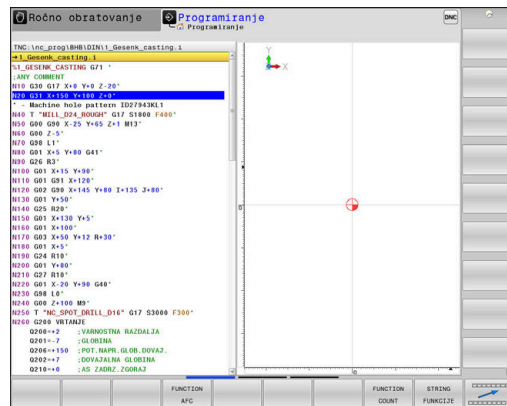 Ročno obratovanje
Programiranje
Programiranje
DNC
TNC:\nc_prog\BHB\DIN\1_Gesenk_casting.i
→1_Gesenk_casting.i
%1_GESENK_CASTING G71 *
;ANY COMMENT
N10 G30 G17 X+0 Y+0 Z-20*
N20 G31 X+150 Y+100 Z+0*
* - Machine hole pattern ID27943KL1
N40 T "MILL_D24_ROUGH" G17 S1800 F400*
N50 G00 G90 X-25 Y+65 Z+1 M13*
N60 G00 Z-5*
N70 G98 L1*
N80 G01 X+5 Y+80 G41*
N90 G26 R3*
N100 G01 X+15 Y+90*
N110 G01 G91 X+120*
N120 G02 G90 X+145 Y+80 I+135 J+80*
N130 G01 Y+50*
N140 G25 R20*
N150 G01 X+130 Y+5*
N160 G01 X+100*
N170 G03 X+50 Y+12 R+30*
N180 G01 X+5*
N190 G24 R10*
N200 G01 Y+80*
N210 G27 R10*
N220 G01 X-20 Y+90 G40*
N230 G98 L0*
N240 G00 Z+100 M9*
N250 T "NC_SPOT_DRILL_D16" G17 S3000 F300*
N260 G200 VRTANJE
Q200=+2 ;VARNOSTNA RAZDALJA
Q201=-7 ;GLOBINA
Q206=+150 ;POT.NAPR.GLOB.DOVAJ.
Q202=+7 ;DOVAJALNA GLOBINA
Q210=+0 ;AS ZADRZ.ZGORAJ
Y
X
0
0
FUNCTION AFC
FUNCTION COUNT
STRING FUNKCIJE